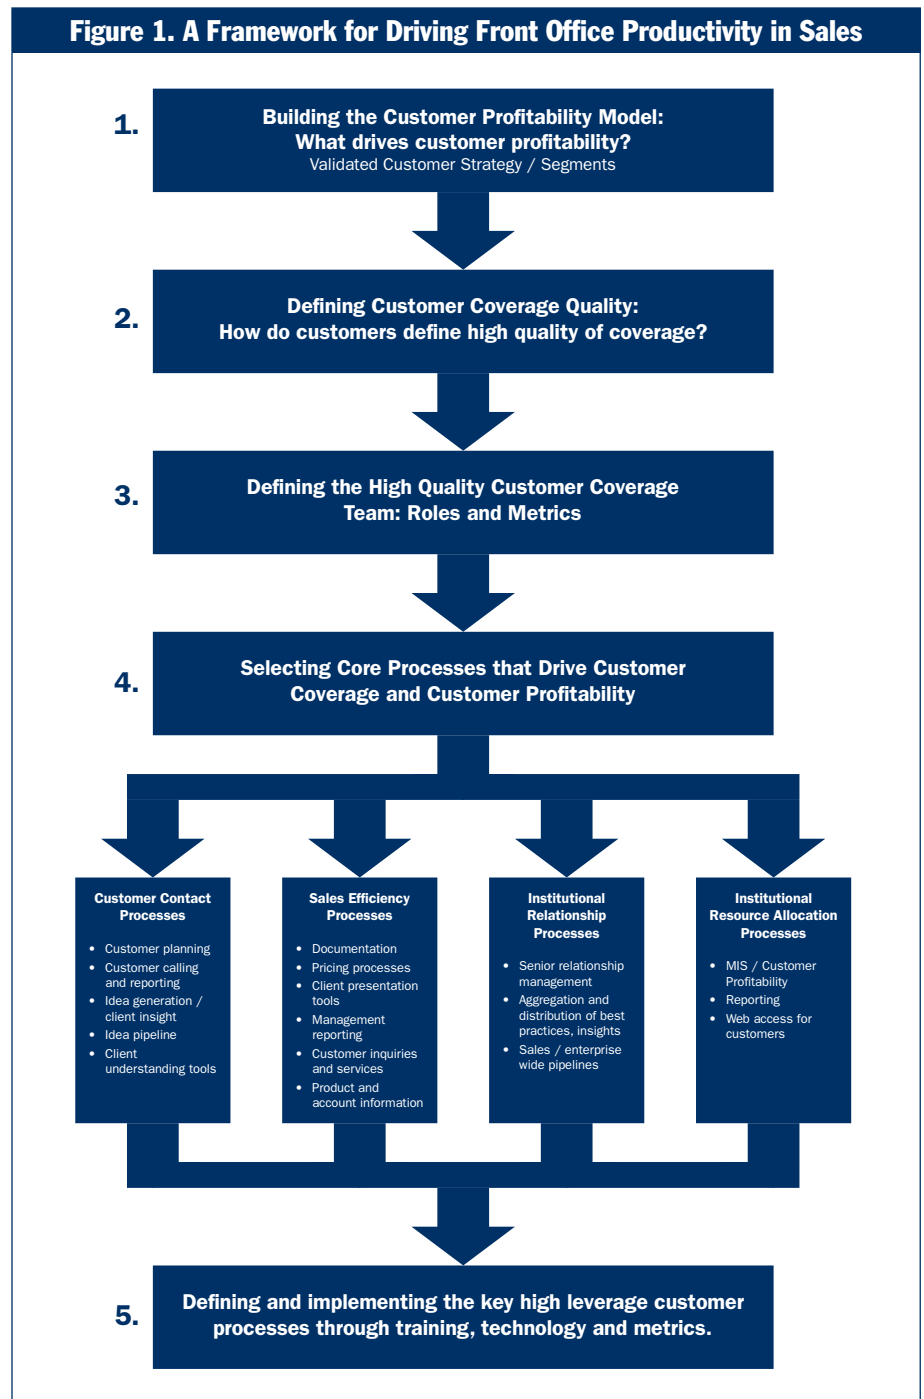 Figure 1. A Framework for Driving Front Office Productivity in Sales
1.
Building the Customer Profitability Model:
What drives customer profitability?
Validated Customer Strategy / Segments
2.
Defining Customer Coverage Quality:
How do customers define high quality of coverage?
3.
Defining the High Quality Customer Coverage
Team: Roles and Metrics
4.
Selecting Core Processes that Drive Customer
Coverage and Customer Profitability
Customer Contact
Processes
• Customer planning
• Customer calling
and reporting
• Idea generation /
client insight
• Idea pipeline
• Client
understanding tools
Sales Efficiency
Processes
• Documentation
• Pricing processes
• Client presentation
tools
• Management
reporting
• Customer inquiries
and services
• Product and
account information
Institutional
Relationship
Processes
• Senior relationship
management
• Aggregation and
distribution of best
practices, insights
• Sales / enterprise
wide pipelines
Institutional
Resource Allocation
Processes
• MIS / Customer
Profitability
• Reporting
• Web access for
customers
5.
Defining and implementing the key high leverage customer
processes through training, technology and metrics.